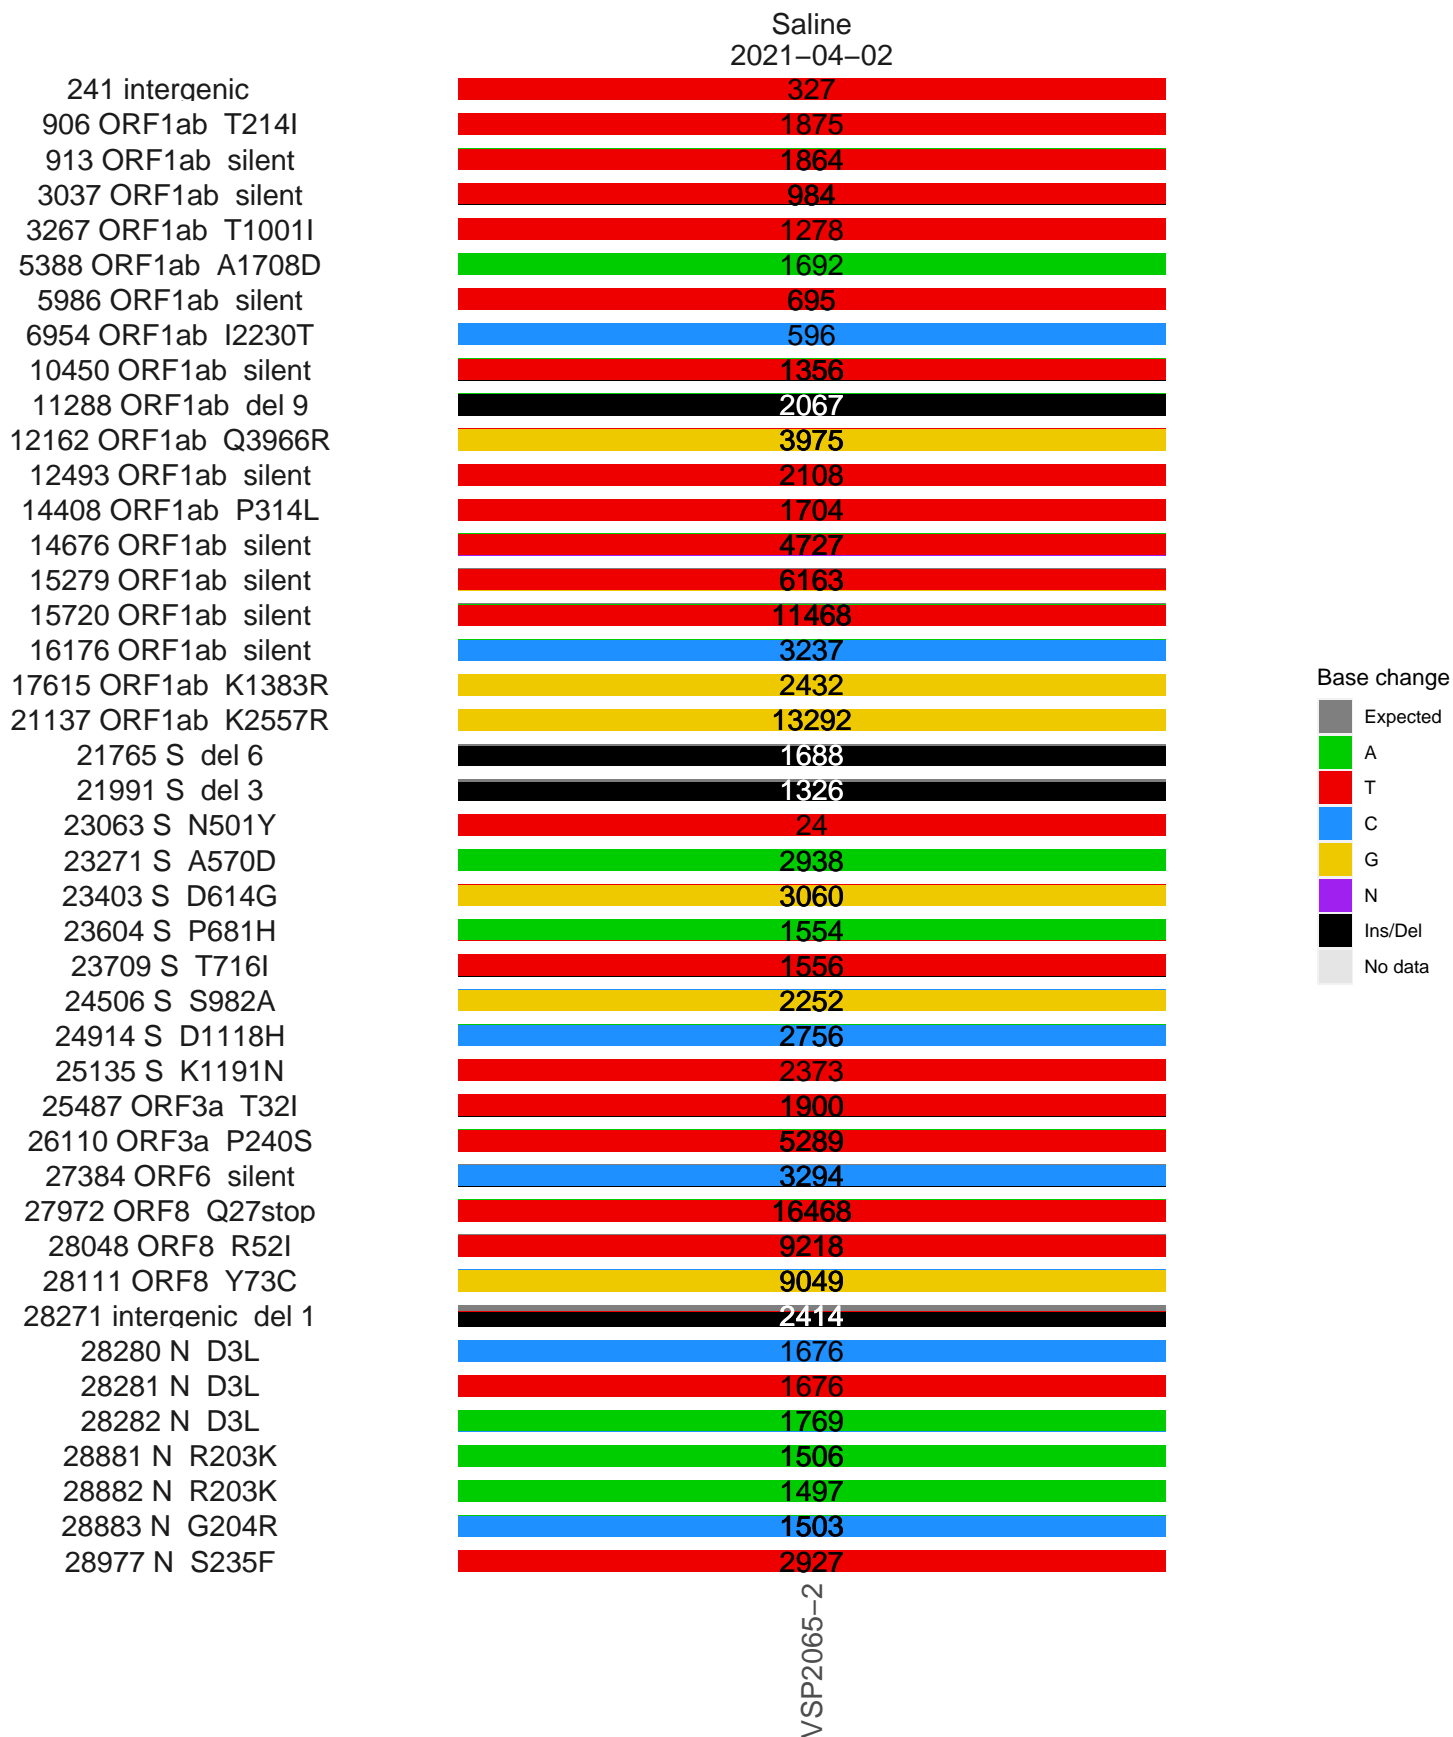 Saline
2021−04−02
241 intergenic 327
906 ORF1ab T214I 1875
913 ORF1ab silent 1864
3037 ORF1ab silent 984
3267 ORF1ab T1001I 1278
5388 ORF1ab A1708D 1692
5986 ORF1ab silent 695
6954 ORF1ab I2230T 596
10450 ORF1ab silent 1356
11288 ORF1ab del 9 2067
12162 ORF1ab Q3966R 3975
12493 ORF1ab silent 2108
14408 ORF1ab P314L 1704
14676 ORF1ab silent 4727
15279 ORF1ab silent 6163
15720 ORF1ab silent 11468
16176 ORF1ab silent 3237
17615 ORF1ab K1383R 2432
21137 ORF1ab K2557R 13292
21765 S del 6 1688
21991 S del 3 1326
23063 S N501Y 24
23271 S A570D 2938
23403 S D614G 3060
23604 S P681H 1554
23709 S T716I 1556
24506 S S982A 2252
24914 S D1118H 2756
25135 S K1191N 2373
25487 ORF3a T32I 1900
26110 ORF3a P240S 5289
27384 ORF6 silent 3294
27972 ORF8 Q27stop 16468
28048 ORF8 R52I 9218
28111 ORF8 Y73C 9049
28271 intergenic del 1 2414
28280 N D3L 1676
28281 N D3L 1676
28282 N D3L 1769
28881 N R203K 1506
28882 N R203K 1497
28883 N G204R 1503
28977 N S235F 2927
VSP2065−2
Base change
Expected
A
T
C
G
N
Ins/Del
No data